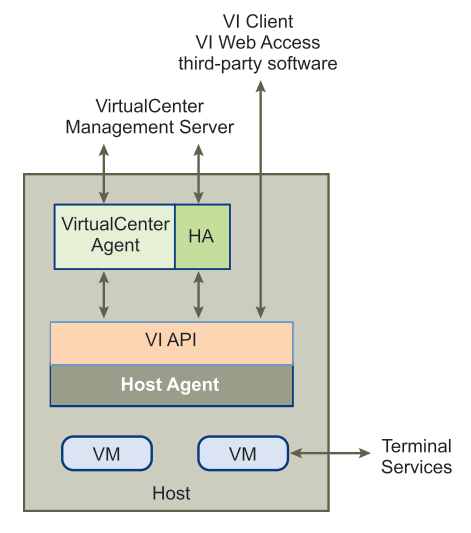 VI Client
VI Web Access
third-party software
VirtualCenter
Management Server
VirtualCenter
Agent
HA
VI API
Host Agent
VM
VM
Terminal
Services
Host